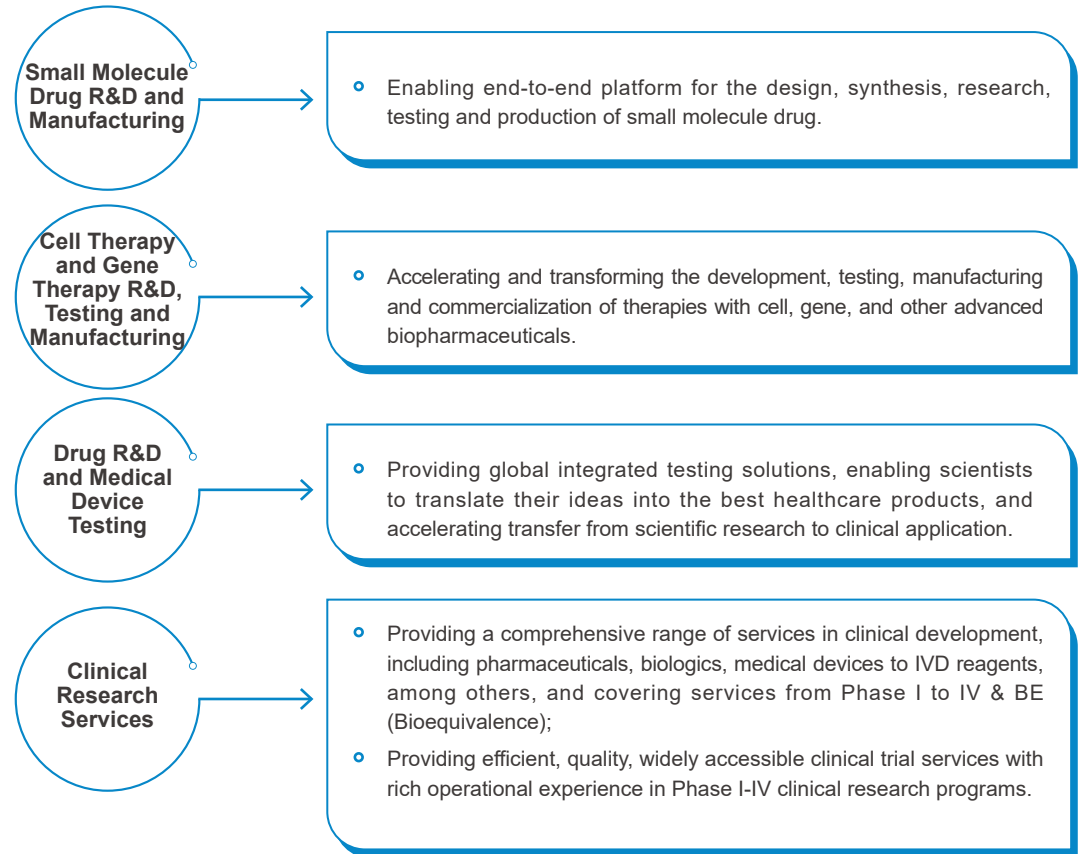 Small Molecule
Drug R&D and
Manufacturing
Enabling end-to-end platform for the design, synthesis, research,
testing and production of small molecule drug.
Cell Therapy
and Gene
Therapy R&D,
Testing and
Manufacturing
Accelerating and transforming the development, testing, manufacturing
and commercialization of therapies with cell, gene, and other advanced
biopharmaceuticals.
Drug R&D
and Medical
Device
Testing
Providing global integrated testing solutions, enabling scientists
to translate their ideas into the best healthcare products, and
accelerating transfer from scientific research to clinical application.
Clinical
Research
Services
Providing a comprehensive range of services in clinical development,
including pharmaceuticals, biologics, medical devices to IVD reagents,
among others, and covering services from Phase I to IV & BE
(Bioequivalence);
Providing efficient, quality, widely accessible clinical trial services with
rich operational experience in Phase I-IV clinical research programs.